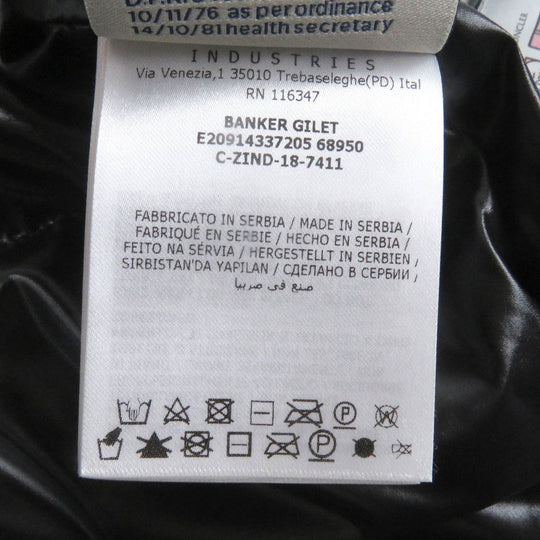 10/11/76 as per ordinance
14/10/81 health secretary
INDUSTRIES
Via Venezia,1 35010 Trebaseleghe(PD) Ital
RN 116347
BANKER GILET
E20914337205 68950
C-ZIND-18-7411
FABBRICATO IN SERBIA / MADE IN SERBIA /
FABRIQUÉ EN SERBIE / HECHO EN SERBIA /
FEITO NA SÉRVIA / HERGESTELLT IN SERBIEN /
SIRBISTAN'DA YAPILAN / СДЕЛАНО В СЕРБИИ /
صنع في صربيا
P W
P